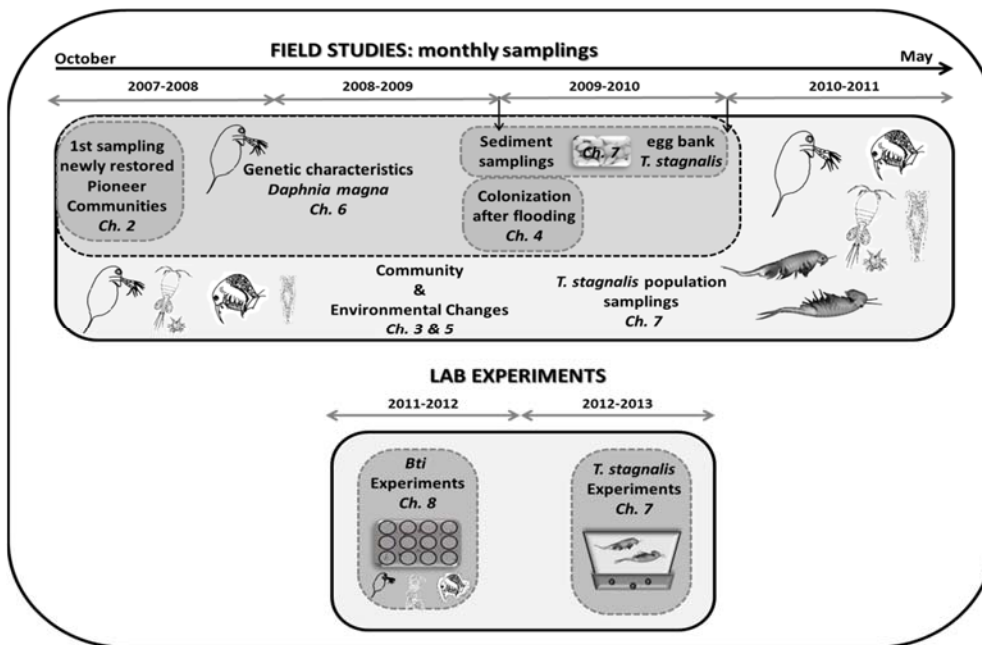 FIELD STUDIES: monthly samplings
October
May
2007-2008
2008-2009
2009-2010
2010-2011
1st sampling
newly restored
Pioneer
Communities
Ch. 2
Genetic characteristics
Daphnia magna
Ch. 6
Sediment
samplings
Ch. 7
egg bank
T. stagnalis
Colonization
after flooding
Ch. 4
Community
&
Environmental Changes
Ch. 3 & 5
T. stagnalis population
samplings
Ch. 7
LAB EXPERIMENTS
2011-2012
2012-2013
Bti
Experiments
Ch. 8
T. stagnalis
Experiments
Ch. 7